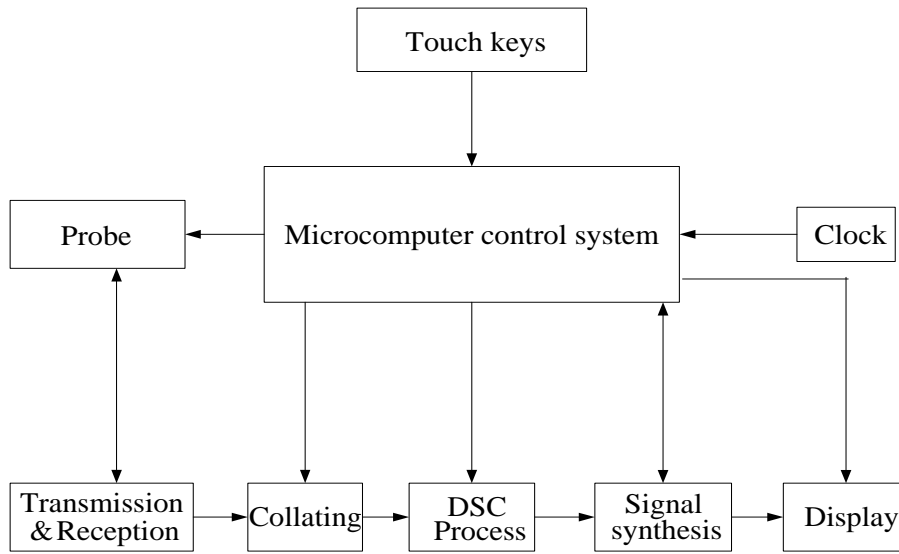 Touch keys
Probe
Microcomputer control system
Clock
Transmission
& Reception
Collating
DSC
Process
Signal
synthesis
Display